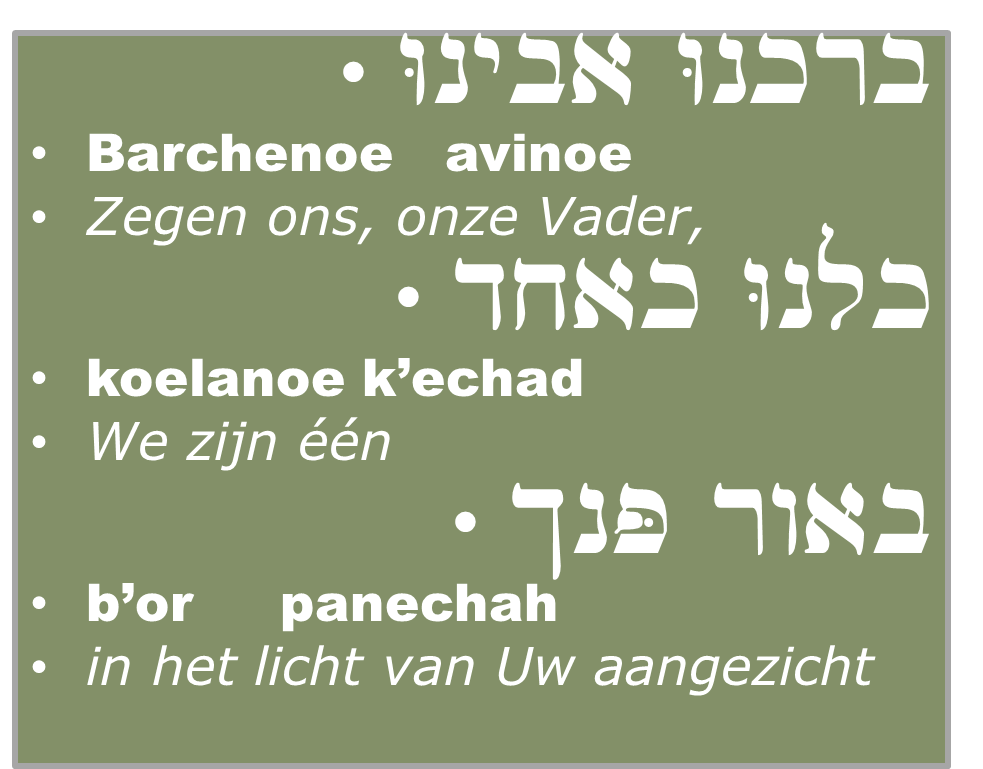 • ברכנוּ אבינוּ
• Barchenoe avinoe
• Zegen ons, onze Vader,
• כלנוּ כאחד
• koelanoe k’echad
• We zijn één
• באור פּנך
• b’or panechah
• in het licht van Uw aangezicht